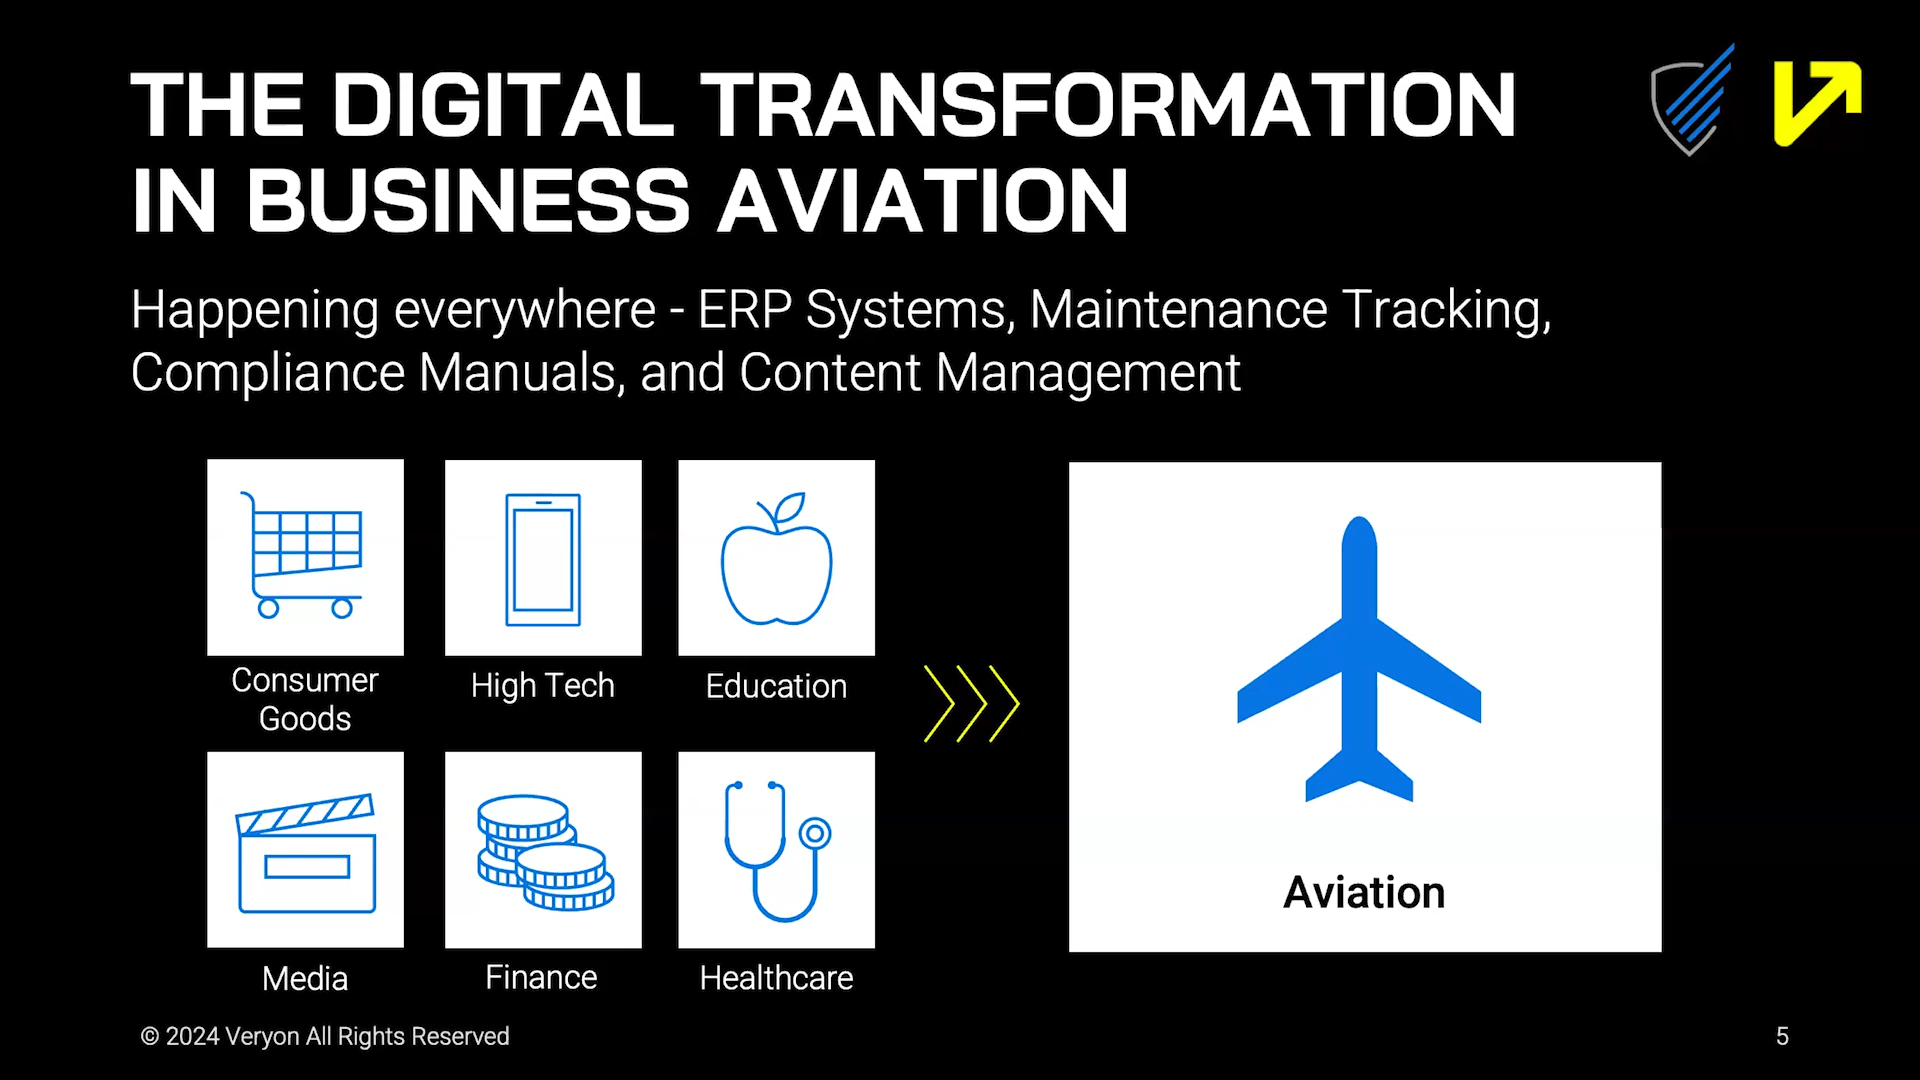 THE DIGITAL TRANSFORMATION
IN BUSINESS AVIATION
Happening everywhere - ERP Systems, Maintenance Tracking,
Compliance Manuals, and Content Management
Consumer
Goods
High Tech
Education
Media
Finance
Healthcare
Aviation
© 2024 Veryon All Rights Reserved
5